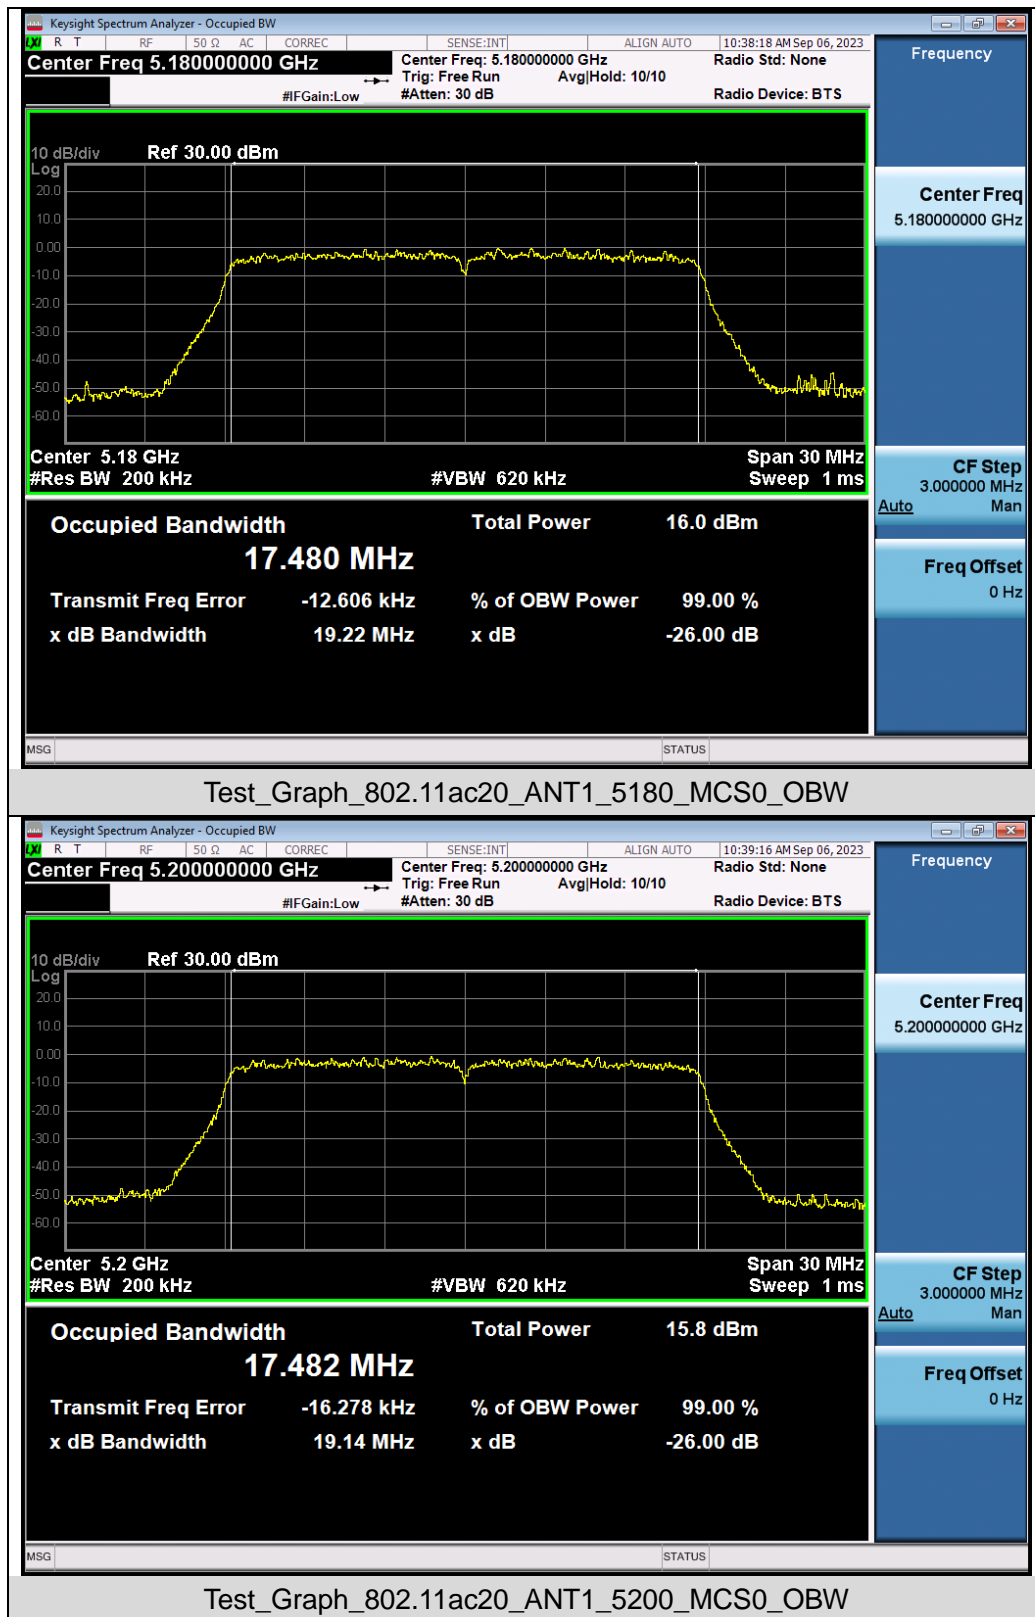 Keysight Spectrum Analyzer - Occupied BW
LXI R T RF 50 Ω AC CORREC SENSE:INT ALIGN AUTO 10:38:18 AM Sep 06, 2023
Center Freq 5.180000000 GHz
Center Freq: 5.180000000 GHz Radio Std: None
Trig: Free Run Avg|Hold: 10/10
#IFGain:Low #Atten: 30 dB Radio Device: BTS
10 dB/div Ref 30.00 dBm
Log
20.0
10.0
0.00
-10.0
-20.0
-30.0
-40.0
-50.0
-60.0
Center 5.18 GHz Span 30 MHz
#Res BW 200 kHz #VBW 620 kHz Sweep 1 ms
Occupied Bandwidth Total Power 16.0 dBm
17.480 MHz
Transmit Freq Error -12.606 kHz % of OBW Power 99.00 %
x dB Bandwidth 19.22 MHz x dB -26.00 dB
MSG STATUS
Frequency
Center Freq
5.180000000 GHz
CF Step
3.000000 MHz
Auto Man
Freq Offset
0 Hz
Test_Graph_802.11ac20_ANT1_5180_MCS0_OBW
Keysight Spectrum Analyzer - Occupied BW
LXI R T RF 50 Ω AC CORREC SENSE:INT ALIGN AUTO 10:39:16 AM Sep 06, 2023
Center Freq 5.200000000 GHz
Center Freq: 5.200000000 GHz Radio Std: None
Trig: Free Run Avg|Hold: 10/10
#IFGain:Low #Atten: 30 dB Radio Device: BTS
10 dB/div Ref 30.00 dBm
Log
20.0
10.0
0.00
-10.0
-20.0
-30.0
-40.0
-50.0
-60.0
Center 5.2 GHz Span 30 MHz
#Res BW 200 kHz #VBW 620 kHz Sweep 1 ms
Occupied Bandwidth Total Power 15.8 dBm
17.482 MHz
Transmit Freq Error -16.278 kHz % of OBW Power 99.00 %
x dB Bandwidth 19.14 MHz x dB -26.00 dB
MSG STATUS
Frequency
Center Freq
5.200000000 GHz
CF Step
3.000000 MHz
Auto Man
Freq Offset
0 Hz
Test_Graph_802.11ac20_ANT1_5200_MCS0_OBW